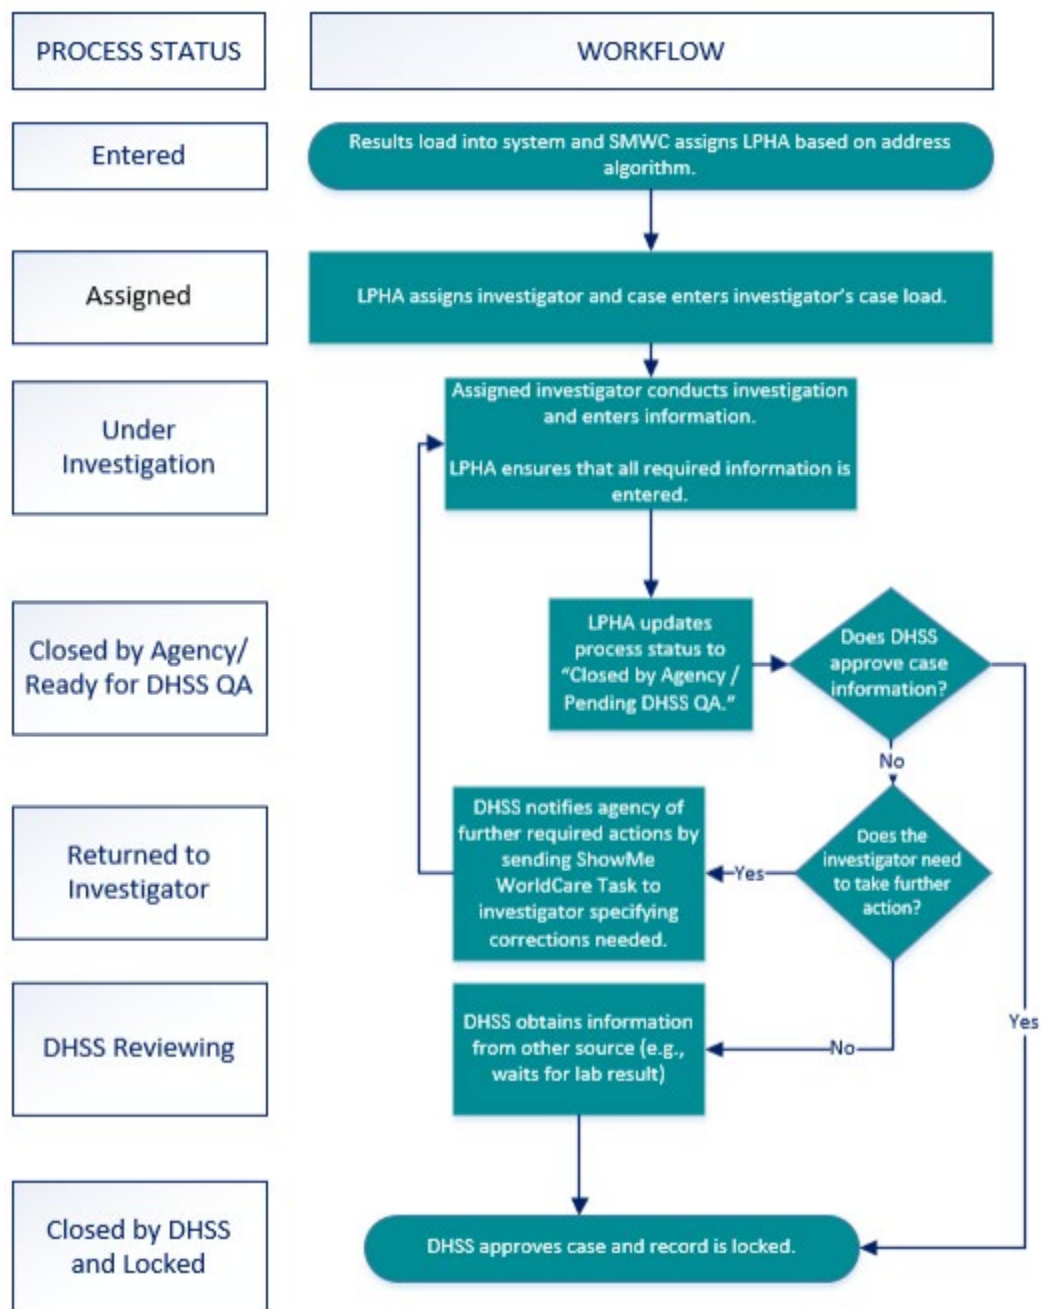 PROCESS STATUS
WORKFLOW
Entered
Results load into system and SMWC assigns LPHA based on address
algorithm.
Assigned
LPHA assigns investigator and case enters investigator's case load.
Under
Investigation
Assigned investigator conducts investigation
and enters information.
LPHA ensures that all required information is
entered.
Closed by Agency/
Ready for DHSS QA
LPHA updates
process status to
“Closed by Agency /
Pending DHSS QA.”
Does DHSS
approve case
information?
No
Returned to
Investigator
DHSS notifies agency of
further required actions by
sending ShowMe
WorldCare Task to
investigator specifying
corrections needed.
Yes
Does the
investigator need
to take further
action?
DHSS Reviewing
DHSS obtains information
from other source (e.g.,
waits for lab result)
No
Yes
Closed by DHSS
and Locked
DHSS approves case and record is locked.